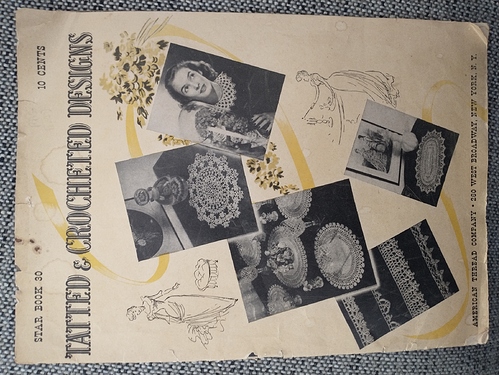 STAR BOOK 30
10 CENTS
TATTED & CROCHETED DESIGNS
AMERICAN THREAD COMPANY · 260 WEST BROADWAY, NEW YORK, N. Y.